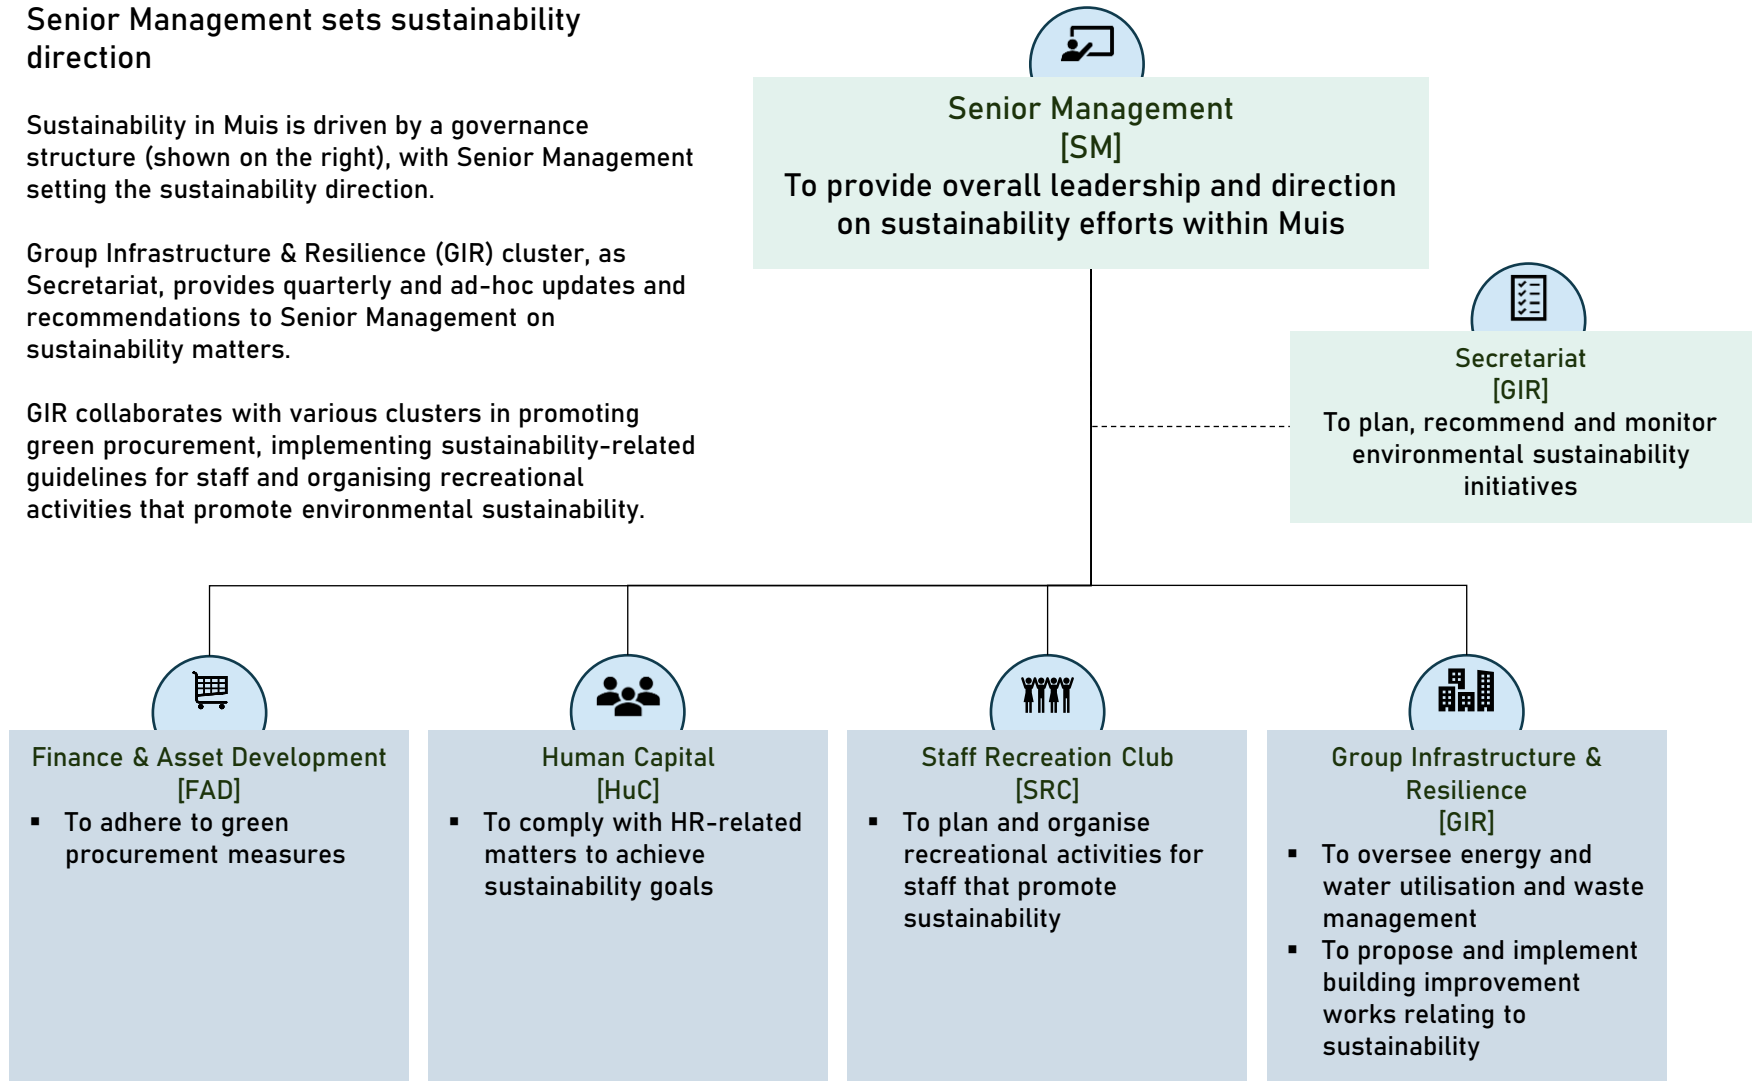 Senior Management sets sustainability
direction
Sustainability in Muis is driven by a governance
structure (shown on the right), with Senior Management
setting the sustainability direction.
Group Infrastructure & Resilience (GIR) cluster, as
Secretariat, provides quarterly and ad-hoc updates and
recommendations to Senior Management on
sustainability matters.
GIR collaborates with various clusters in promoting
green procurement, implementing sustainability-related
guidelines for staff and organising recreational
activities that promote environmental sustainability.
Senior Management
[SM]
To provide overall leadership and direction
on sustainability efforts within Muis
Secretariat
[GIR]
To plan, recommend and monitor
environmental sustainability
initiatives
Finance & Asset Development
[FAD]
▪ To adhere to green
procurement measures
Human Capital
[HuC]
▪ To comply with HR-related
matters to achieve
sustainability goals
Staff Recreation Club
[SRC]
▪ To plan and organise
recreational activities for
staff that promote
sustainability
Group Infrastructure &
Resilience
[GIR]
▪ To oversee energy and
water utilisation and waste
management
▪ To propose and implement
building improvement
works relating to
sustainability